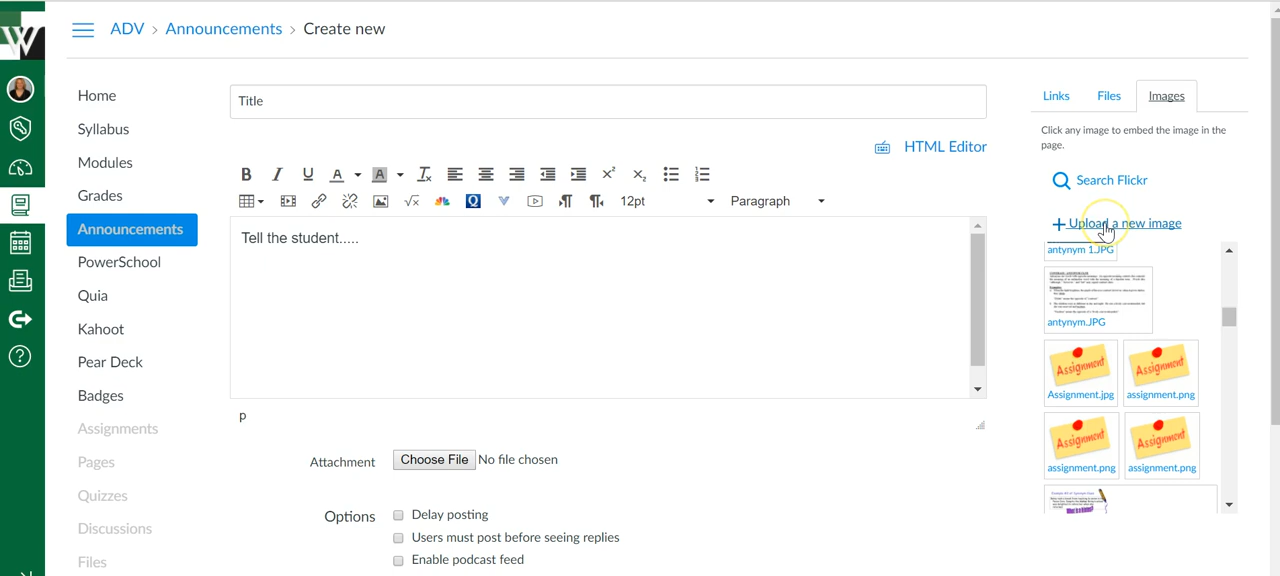 W
ADV > Announcements > Create new
Home
Syllabus
Modules
Grades
Announcements
PowerSchool
Quia
Kahoot
Pear Deck
Badges
Assignments
Pages
Quizzes
Discussions
Files
Title
HTML Editor
B I U A A Tx x² x₂
√x Q V 12pt Paragraph
Tell the student.....
p
Attachment Choose File No file chosen
Options Delay posting
Users must post before seeing replies
Enable podcast feed
Links Files Images
Click any image to embed the image in the
page.
Search Flickr
+ Upload a new image
antynym 1.JPG
antynym.JPG
Assignment Assignment
Assignment.jpg assignment.png
Assignment Assignment
assignment.png assignment.png